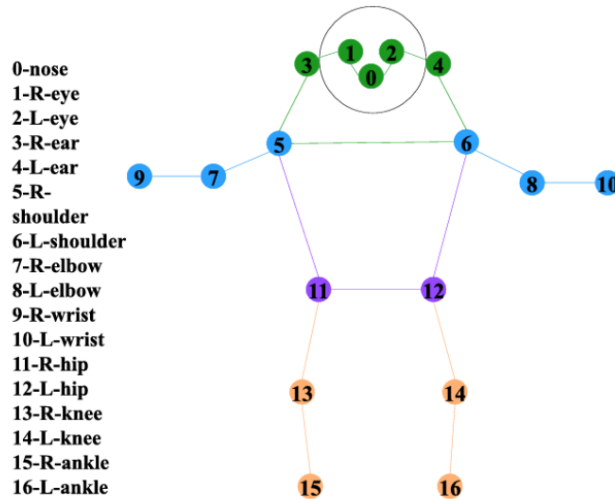 0-nose
1-R-eye
2-L-eye
3-R-ear
4-L-ear
5-R-
shoulder
6-L-shoulder
7-R-elbow
8-L-elbow
9-R-wrist
10-L-wrist
11-R-hip
12-L-hip
13-R-knee
14-L-knee
15-R-ankle
16-L-ankle
1 2
3 0 4
5 6
9 7 8 10
11 12
13 14
15 16